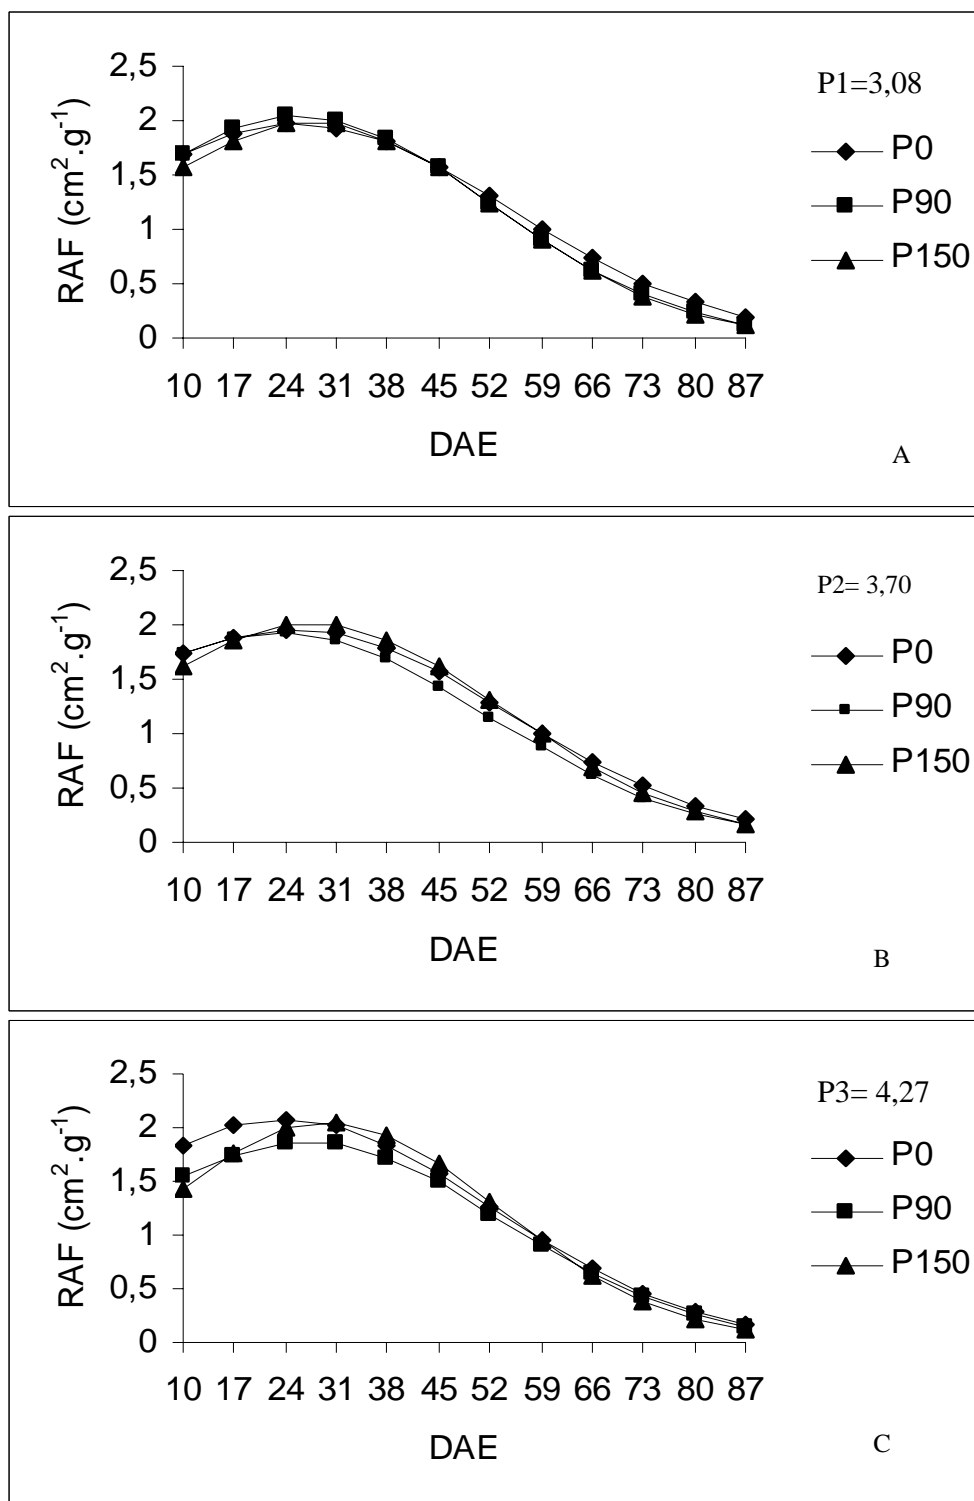 P1=3,08
2,5
2
1,5
1
0,5
0
RAF (cm².g⁻¹)
P0
P90
P150
10 17 24 31 38 45 52 59 66 73 80 87
DAE
A
P2= 3,70
2,5
2
1,5
1
0,5
0
RAF (cm².g⁻¹)
P0
P90
P150
10 17 24 31 38 45 52 59 66 73 80 87
DAE
B
P3= 4,27
2,5
2
1,5
1
0,5
0
RAF (cm².g⁻¹)
P0
P90
P150
10 17 24 31 38 45 52 59 66 73 80 87
DAE
C